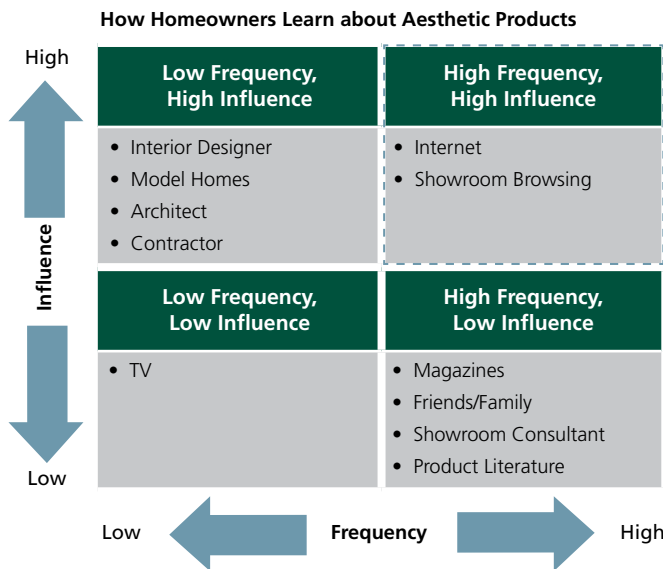 How Homeowners Learn about Aesthetic Products
High
Low Frequency,
High Influence
High Frequency,
High Influence
• Interior Designer
• Model Homes
• Architect
• Contractor
• Internet
• Showroom Browsing
Influence
Low Frequency,
Low Influence
High Frequency,
Low Influence
• TV
• Magazines
• Friends/Family
• Showroom Consultant
• Product Literature
Low
Low
Frequency
High